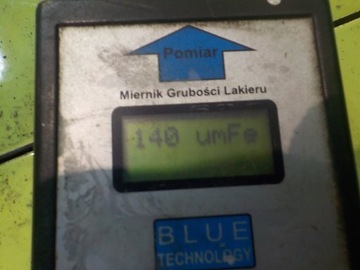 Pomiar
Miernik Grubości Lakieru
140 umFe
BLUE
TECHNOLOGY